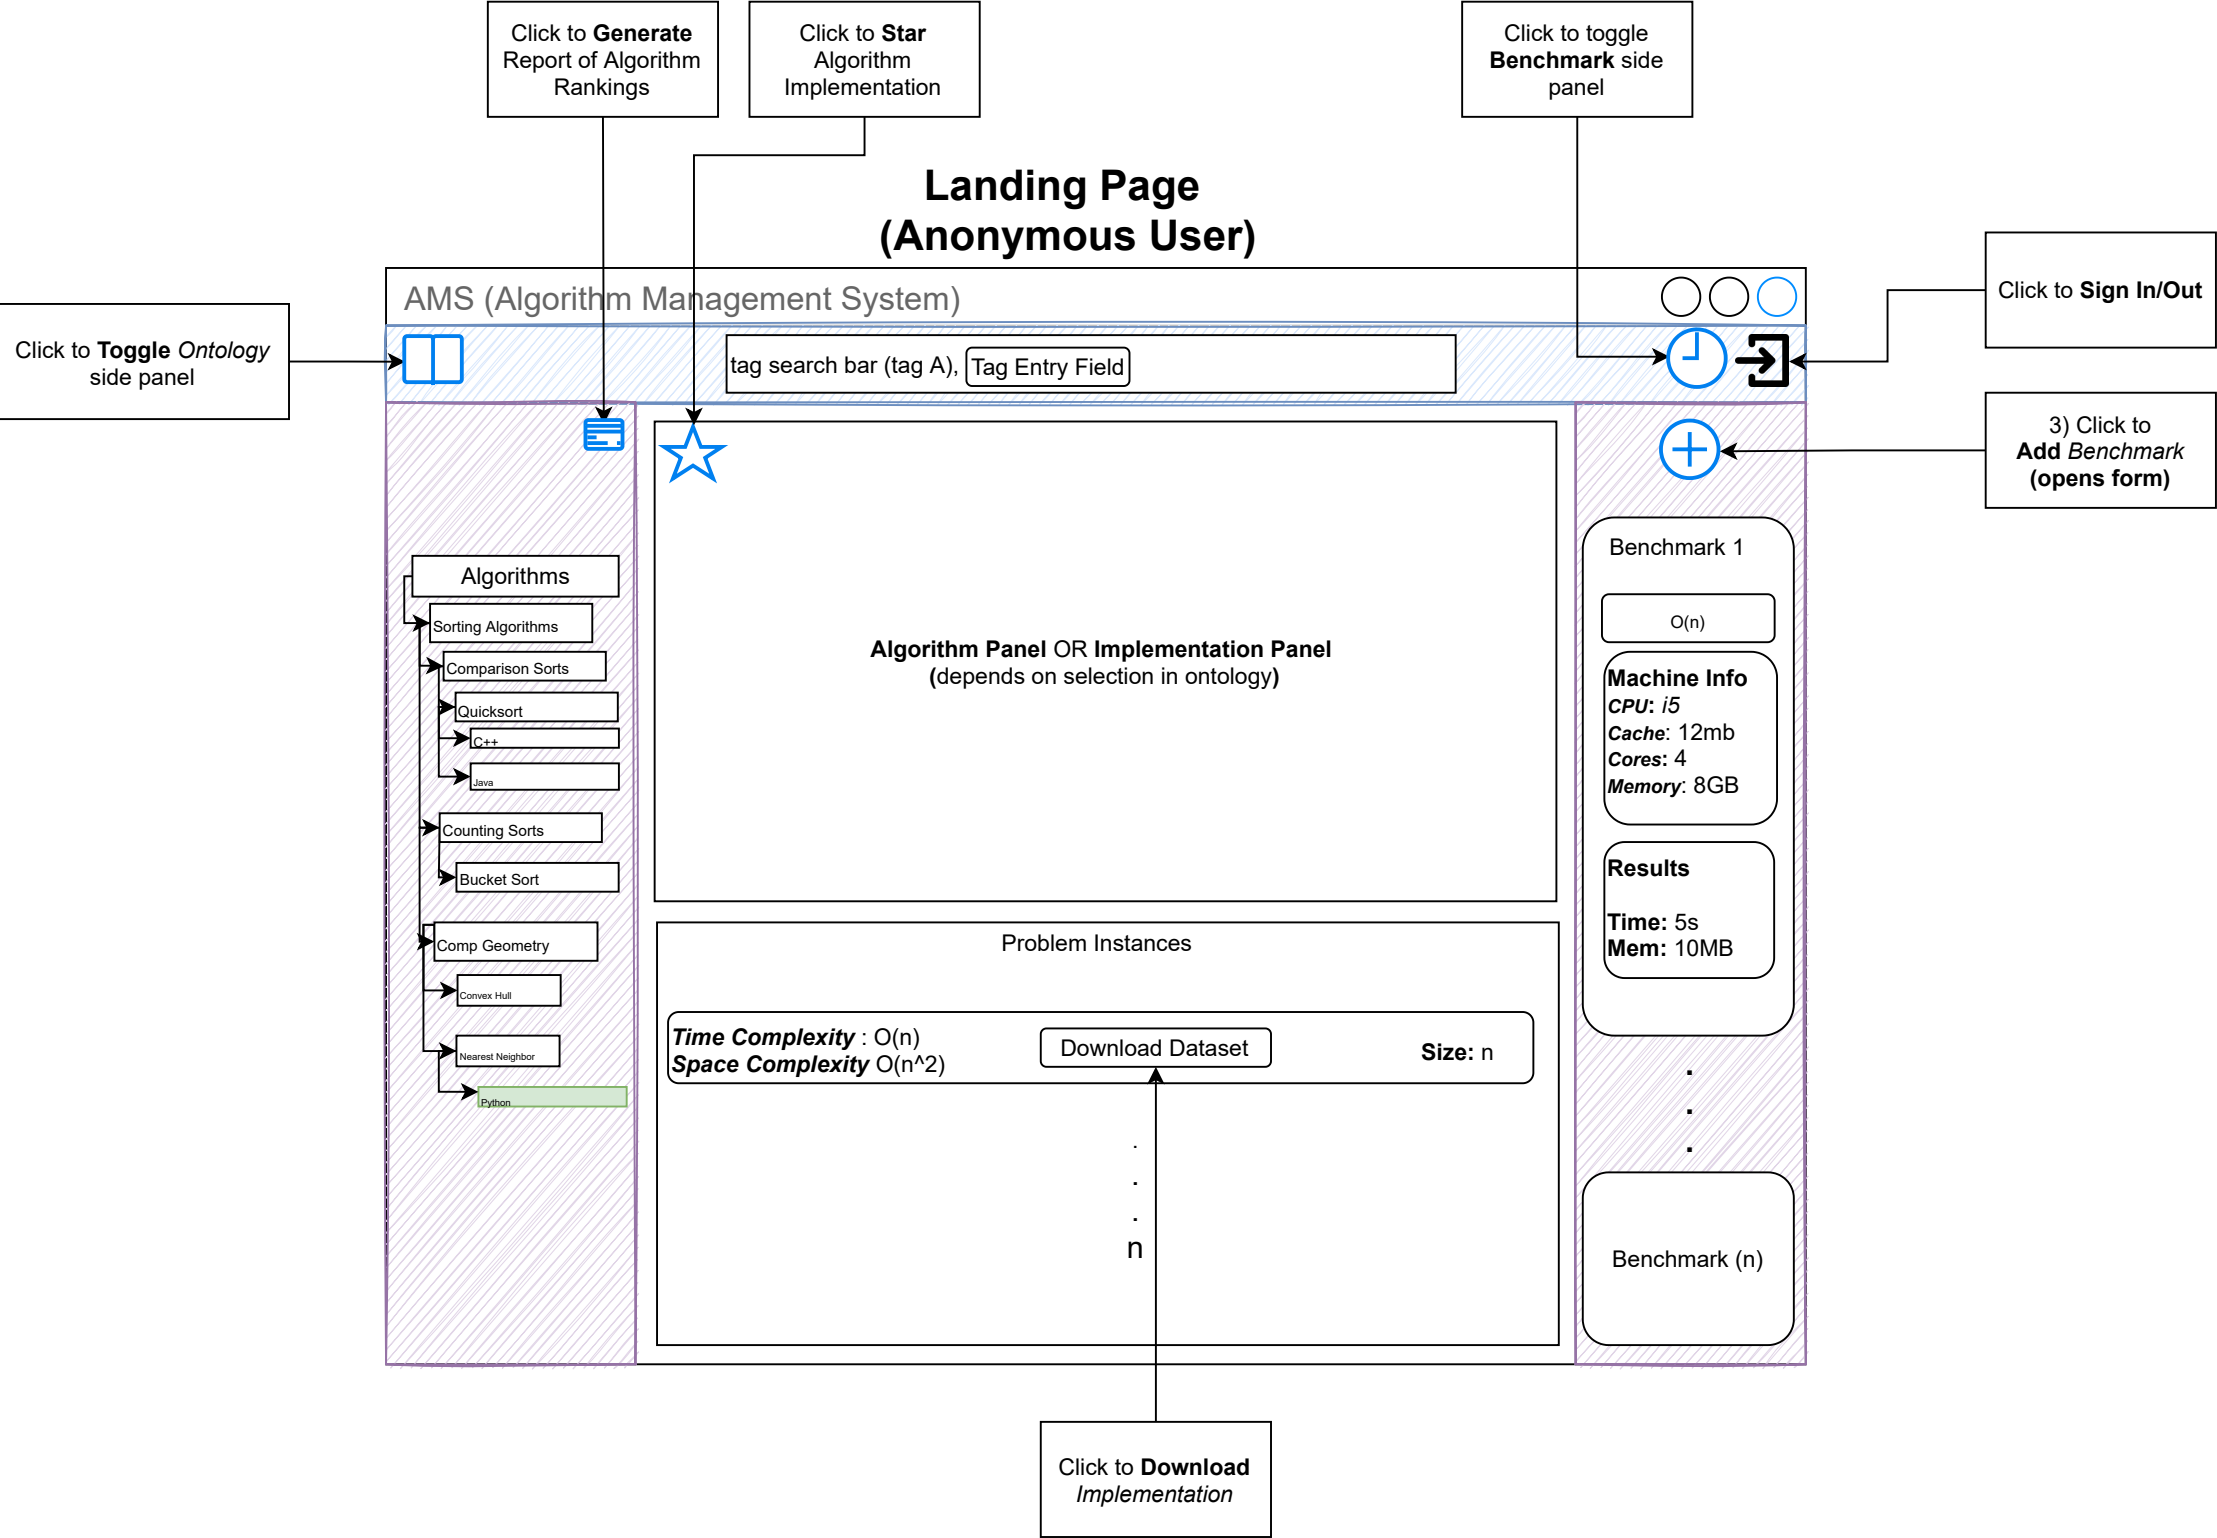 Click to Generate
Report of Algorithm
Rankings
Click to Star
Algorithm
Implementation
Click to toggle
Benchmark side
panel
Landing Page
(Anonymous User)
Click to Sign In/Out
AMS (Algorithm Management System)
Click to Toggle Ontology
side panel
tag search bar (tag A),
Tag Entry Field
3) Click to
Add Benchmark
(opens form)
Algorithms
Sorting Algorithms
Comparison Sorts
Quicksort
C++
Java
Counting Sorts
Bucket Sort
Comp Geometry
Convex Hull
Nearest Neighbor
Python
Algorithm Panel OR Implementation Panel
(depends on selection in ontology)
Problem Instances
Time Complexity : O(n)
Space Complexity O(n^2)
Download Dataset
Size: n
.
.
.
n
Benchmark 1
O(n)
Machine Info
CPU: i5
Cache: 12mb
Cores: 4
Memory: 8GB
Results
Time: 5s
Mem: 10MB
.
.
.
Benchmark (n)
Click to Download
Implementation